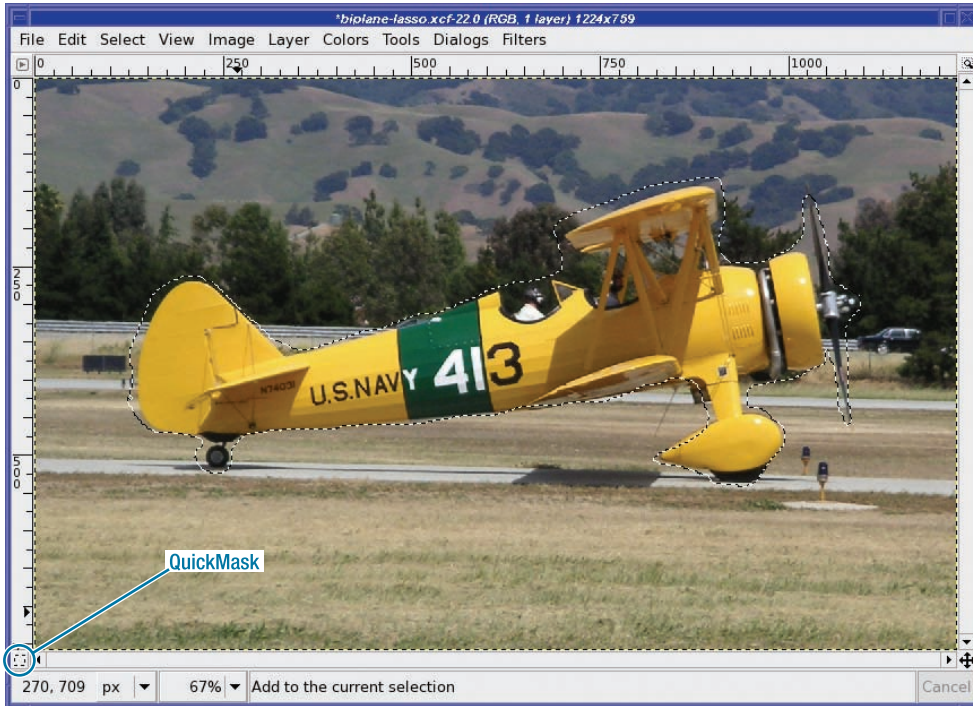 *biplane-lasso.xcf-22.0 (RGB, 1 layer) 1224x759
File Edit Select View Image Layer Colors Tools Dialogs Filters
0 250 500 750 1000
0
250
500
N74031
U.S.NAVY 413
QuickMask
270, 709 px 67% Add to the current selection Cancel